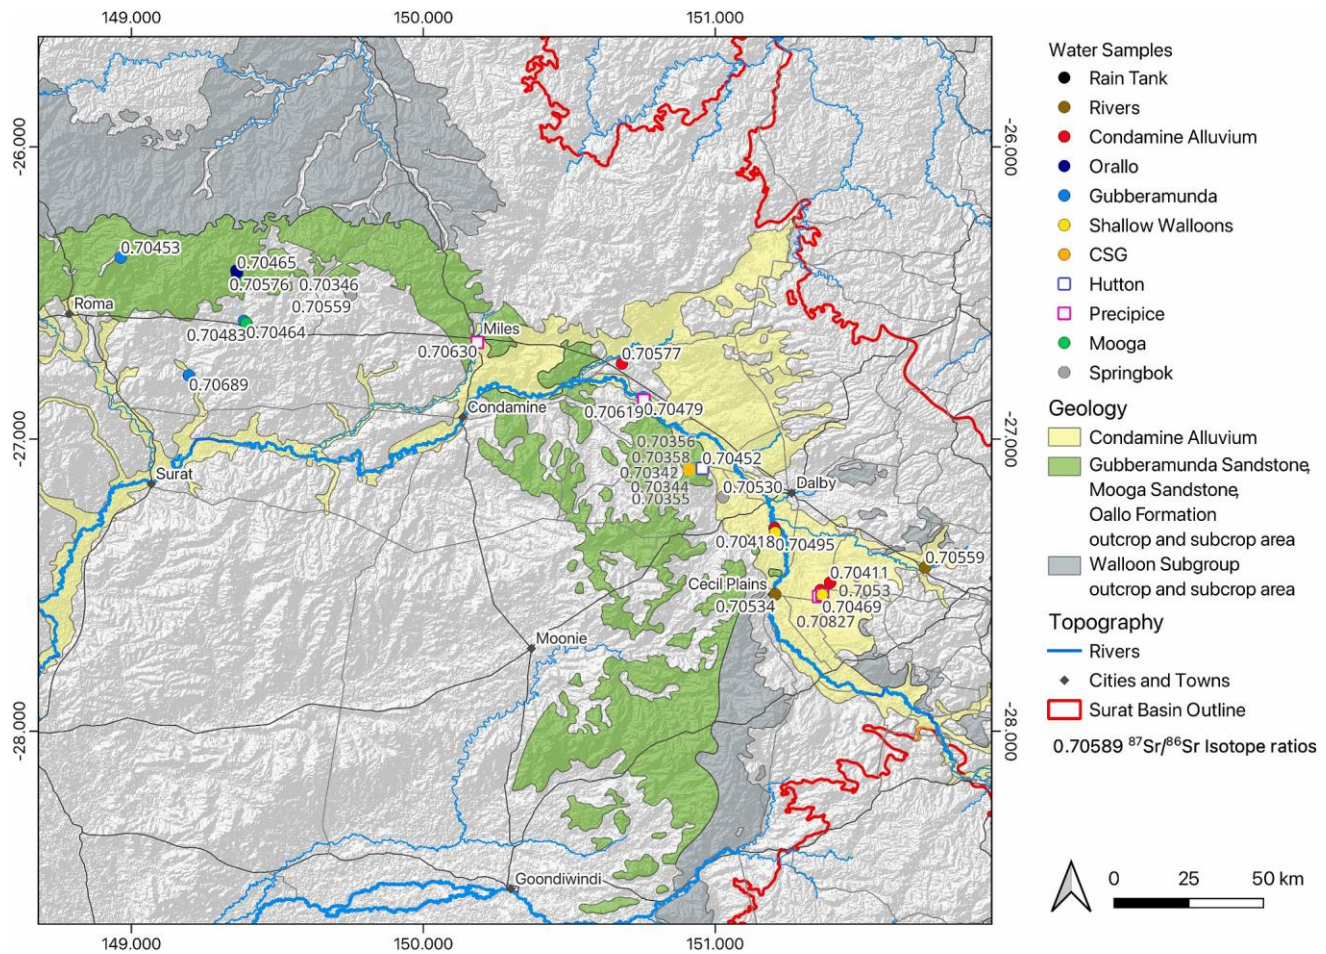 149.000 150.000 151.000
-26.000
-27.000
-28.000
-26.000
-27.000
-28.000
0.70453
0.70465
0.70576 0.70346
0.70559
Roma
0.70483 0.70464
Miles
0.70630
0.70577
0.70689
Condamine
0.70619 0.70479
0.70356
0.70358 0.70452
0.70342
0.70344 0.70530
0.70355
Surat
Dalby
0.70418 0.70495
0.70559
Cecil Plains
0.70411
0.7053
0.70534
0.70469
0.70827
Moonie
Goondiwindi
149.000 150.000 151.000
Water Samples
Rain Tank
Rivers
Condamine Alluvium
Orallo
Gubberamunda
Shallow Walloons
CSG
Hutton
Precipice
Mooga
Springbok
Geology
Condamine Alluvium
Gubberamunda Sandstone,
Mooga Sandstone,
Oallo Formation
outcrop and subcrop area
Walloon Subgroup
outcrop and subcrop area
Topography
Rivers
Cities and Towns
Surat Basin Outline
0.70589 ⁸⁷Sr/⁸⁶Sr Isotope ratios
0 25 50 km